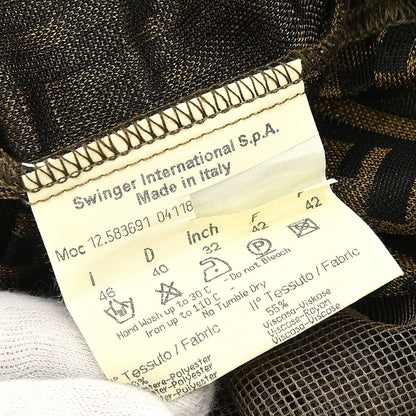 Swinger International S.p.A.
Made in Italy
Moc 12.583691 04118
I D Inch F F
46 40 32 42 42
Hand Wash up to 30 C - Do not Bleach
Iron up to 110 C - No Tumble Dry
I° Tessuto / Fabric II° Tessuto / Fabric
55%
Viscosa-Viskose
Viscose-Rayon
Viscosa-Viscose